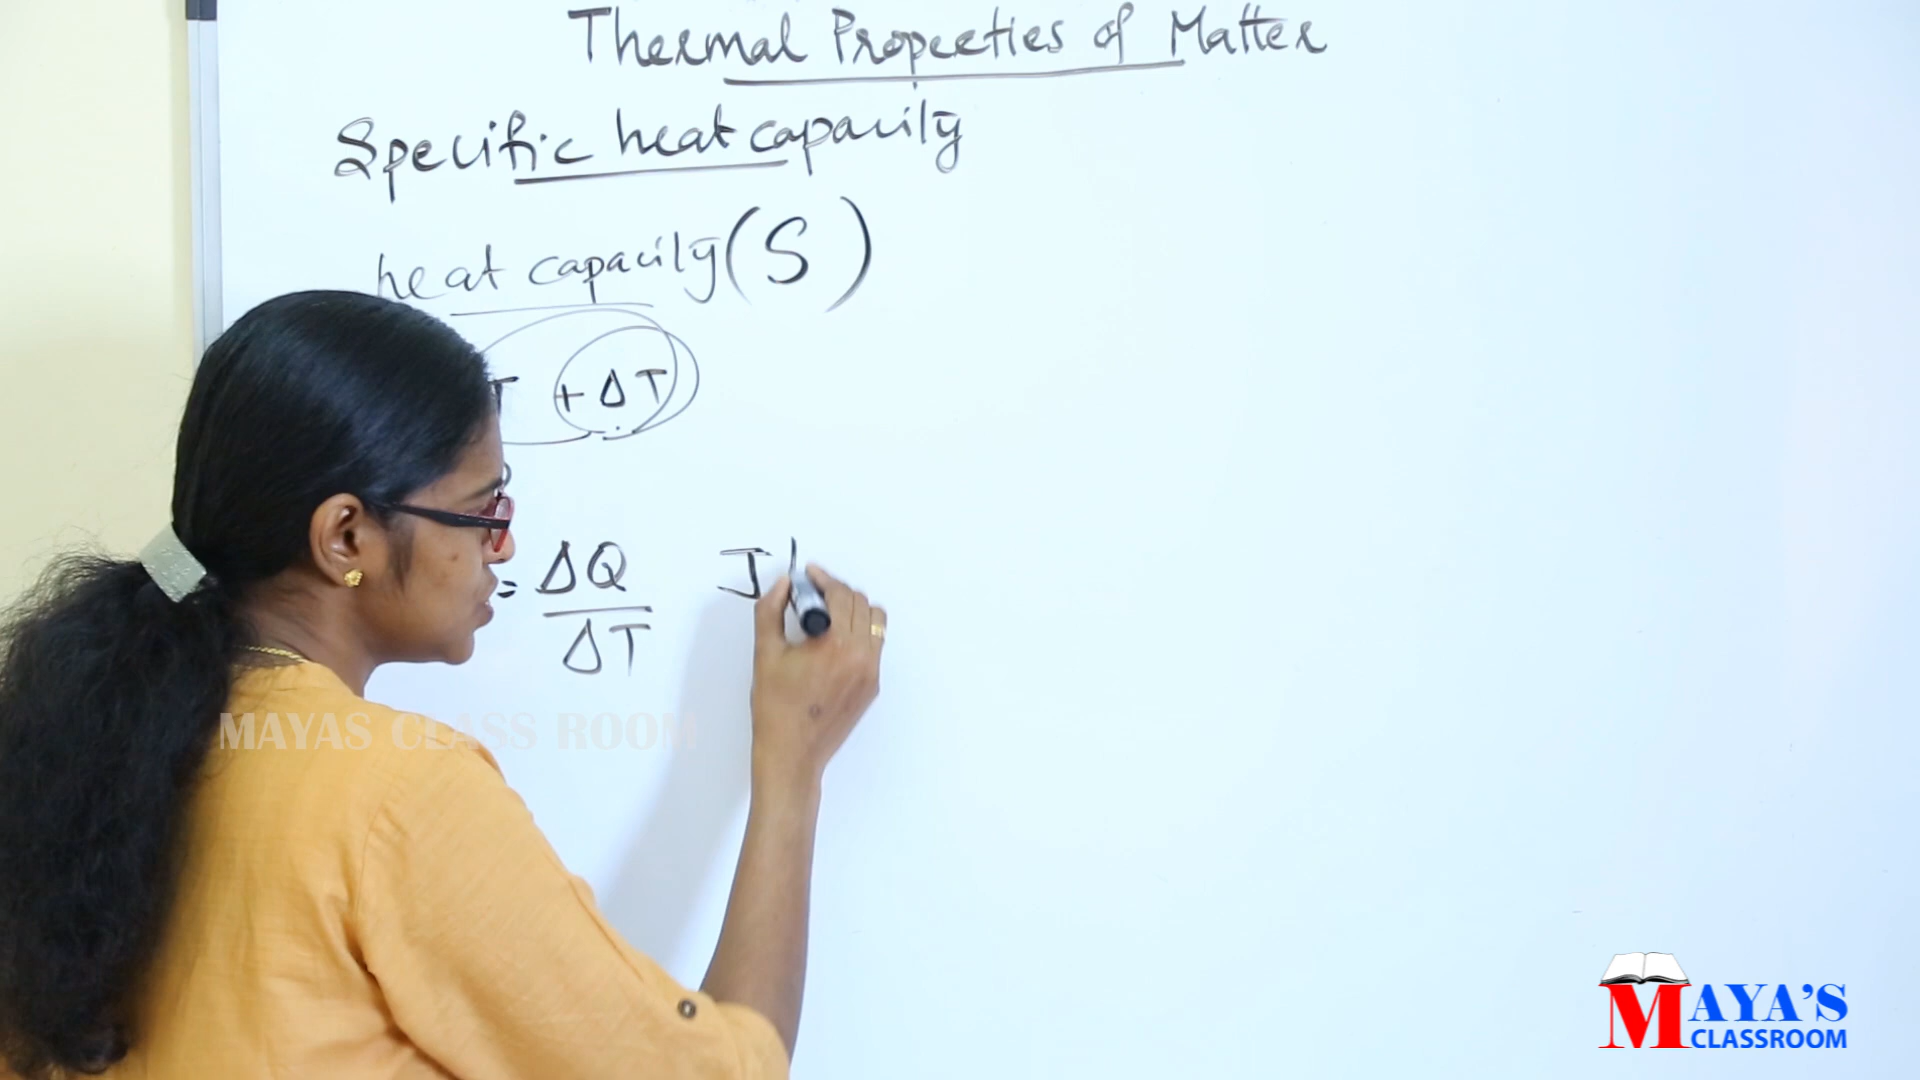 Thermal Properties of Matter
Specific heat capacity
heat capacity (S)
T + ΔT
= ΔQ / ΔT J
MAYAS CLASS ROOM
MAYA'S
CLASSROOM